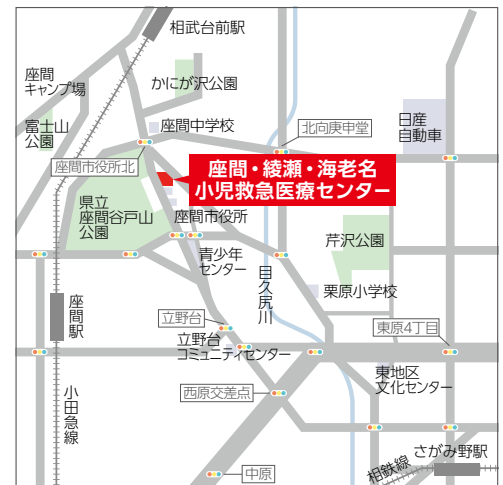 相武台前駅
座間
キャンプ場
かにが沢公園
富士山
公園
座間中学校
北向庚申堂
日産
自動車
座間市役所北
座間・綾瀬・海老名
小児救急医療センター
県立
座間谷戸山
公園
座間市役所
青少年
センター
目久尻川
芹沢公園
栗原小学校
座間駅
立野台
立野台
コミュニティセンター
東原4丁目
小田急線
西原交差点
東地区
文化センター
中原
相鉄線
さがみ野駅